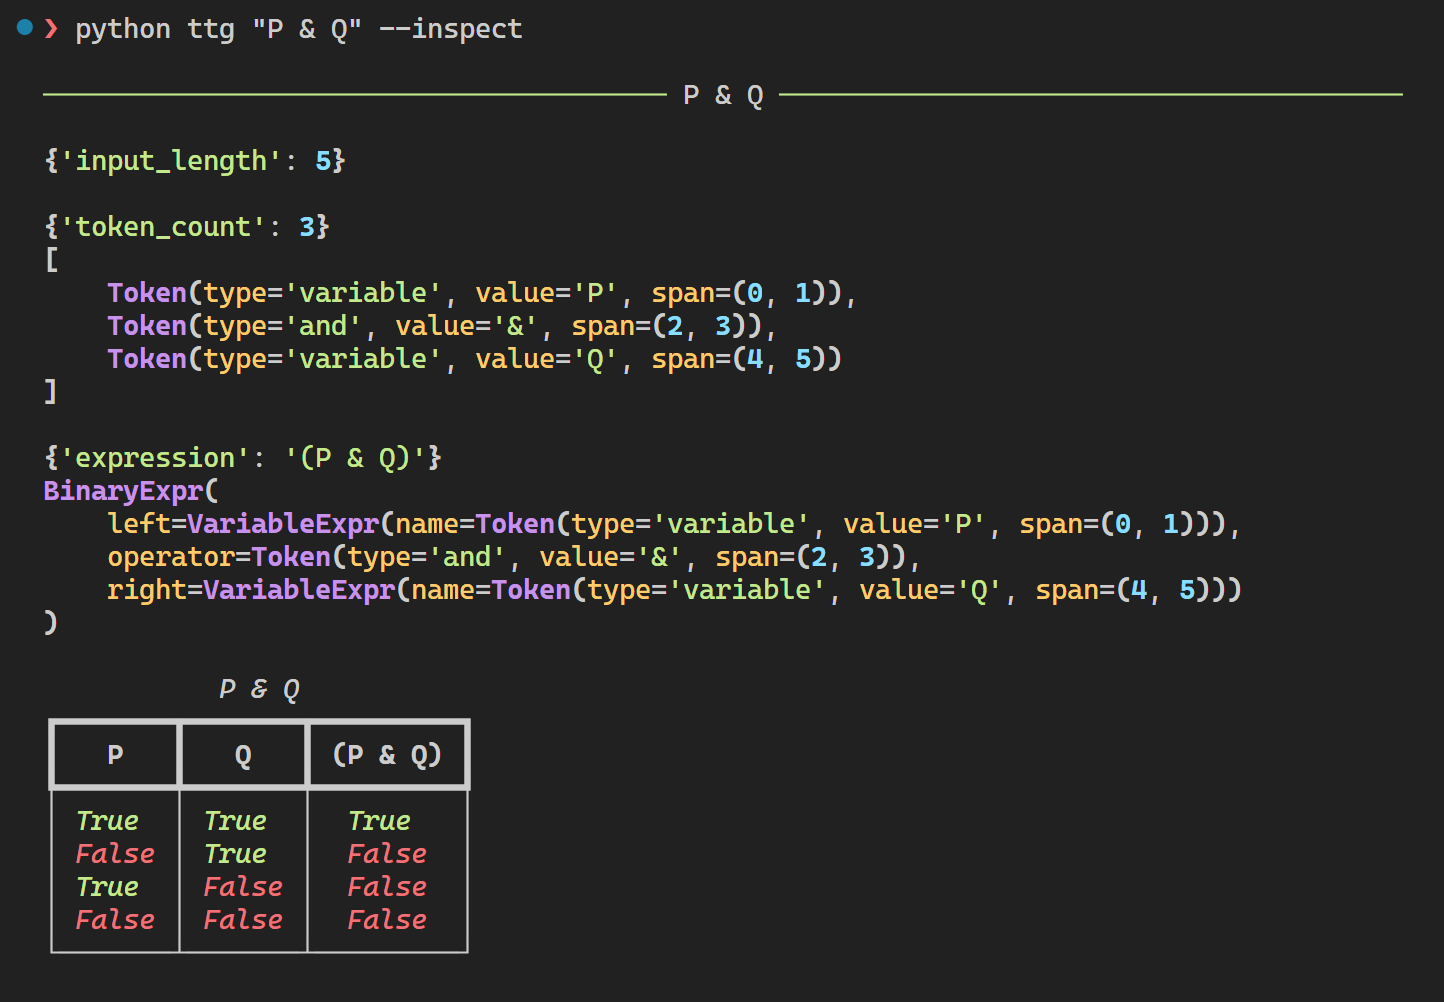 ❯ python ttg "P & Q" --inspect
P & Q
{'input_length': 5}
{'token_count': 3}
[
    Token(type='variable', value='P', span=(0, 1)),
    Token(type='and', value='&', span=(2, 3)),
    Token(type='variable', value='Q', span=(4, 5))
]
{'expression': '(P & Q)'}
BinaryExpr(
    left=VariableExpr(name=Token(type='variable', value='P', span=(0, 1))),
    operator=Token(type='and', value='&', span=(2, 3)),
    right=VariableExpr(name=Token(type='variable', value='Q', span=(4, 5)))
)
P & Q
P Q (P & Q)
True True True
False True False
True False False
False False False